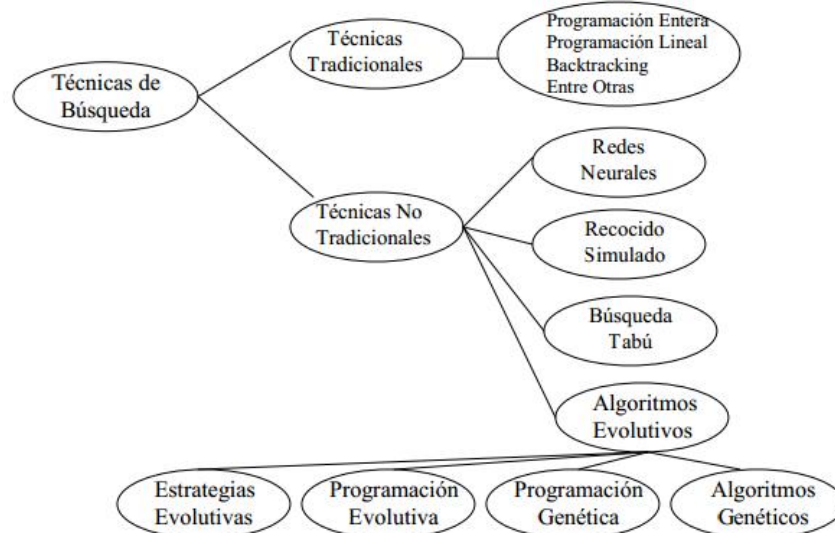 Técnicas de
Búsqueda
Técnicas
Tradicionales
Programación Entera
Programación Lineal
Backtracking
Entre Otras
Técnicas No
Tradicionales
Redes
Neurales
Recocido
Simulado
Búsqueda
Tabú
Algoritmos
Evolutivos
Estrategias
Evolutivas
Programación
Evolutiva
Programación
Genética
Algoritmos
Genéticos